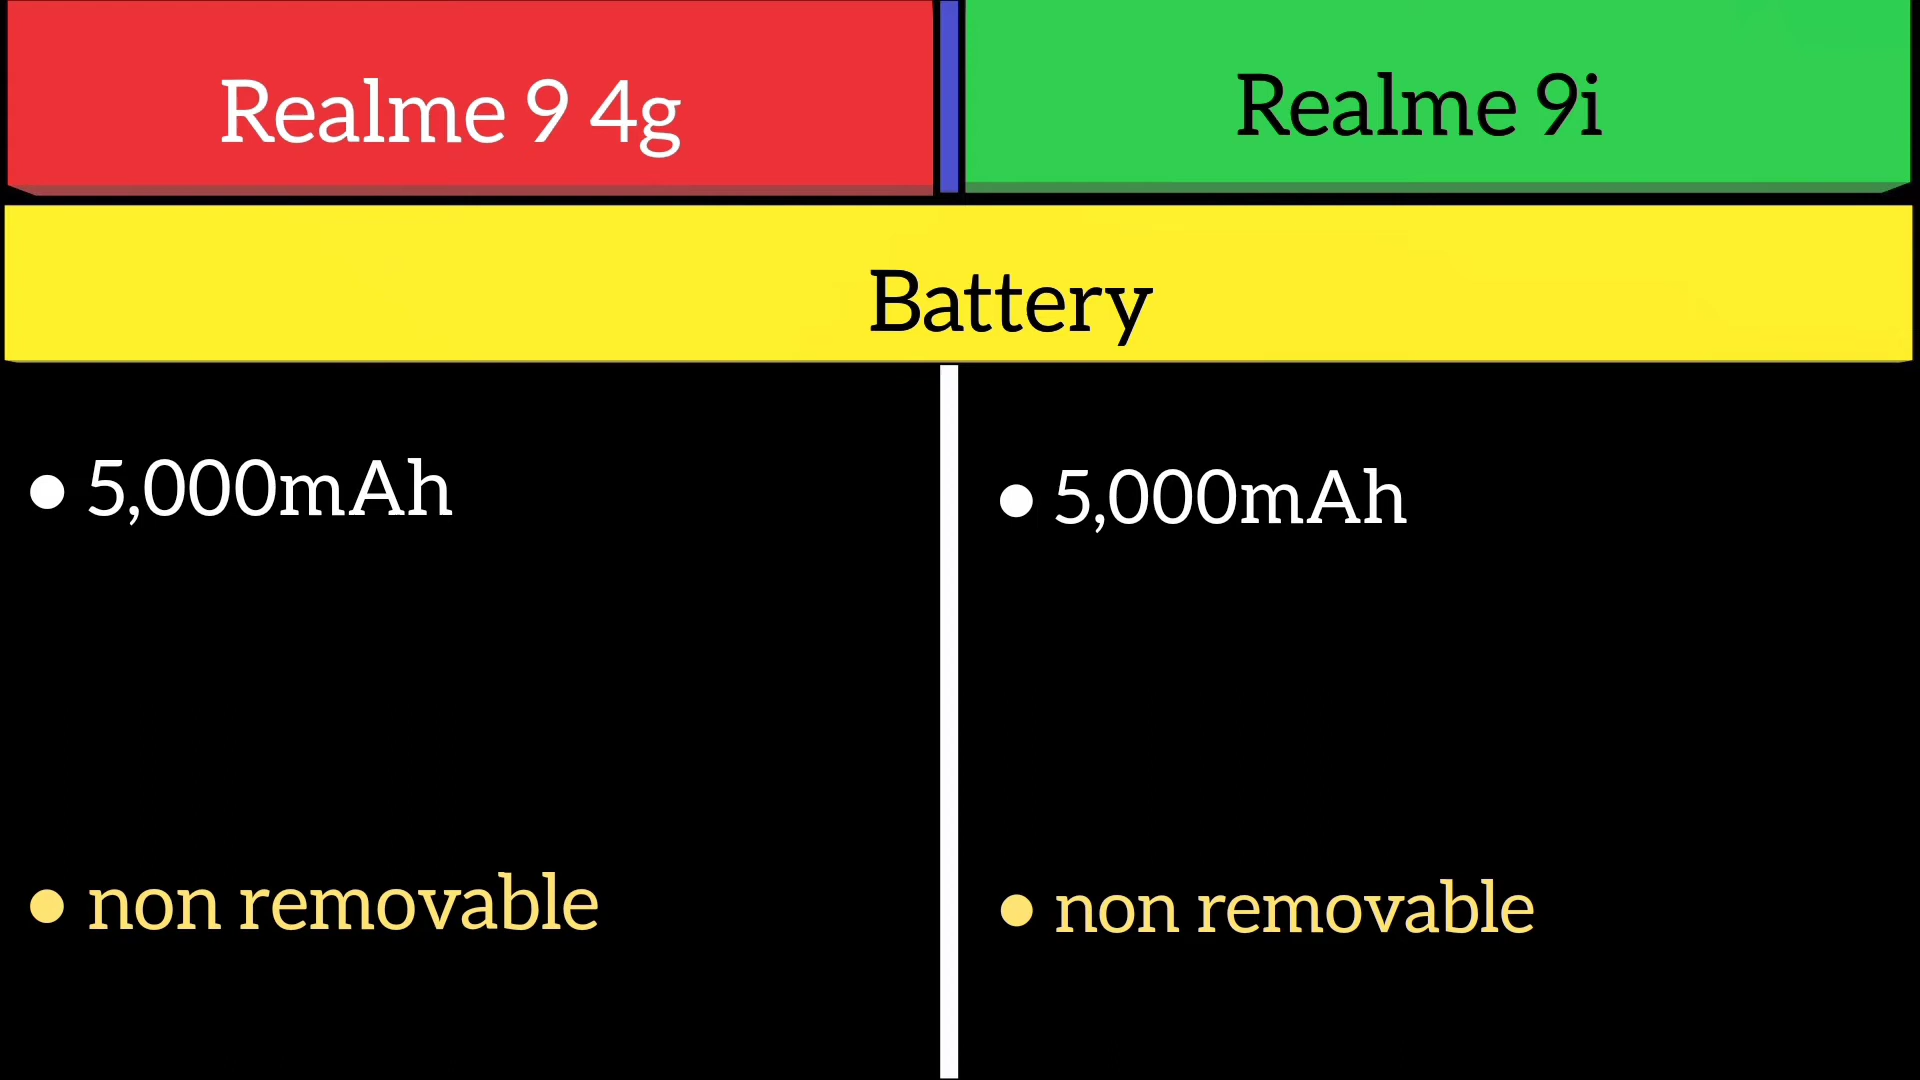 Realme 9 4g
Realme 9i
Battery
● 5,000mAh
● 5,000mAh
● non removable
● non removable